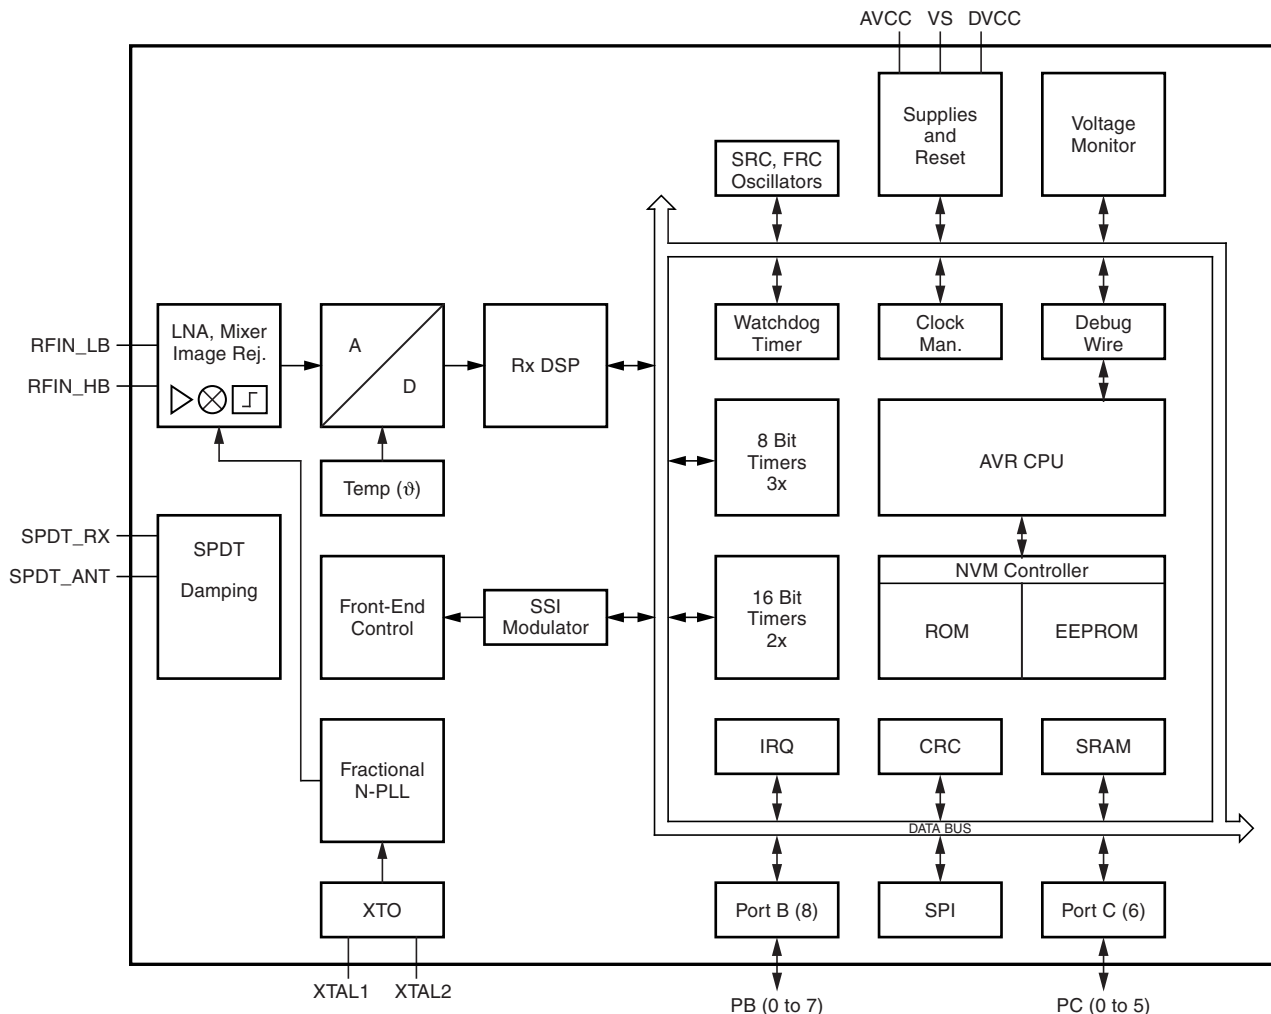 AVCC VS DVCC
Supplies
and
Reset
Voltage
Monitor
SRC, FRC
Oscillators
LNA, Mixer
Image Rej.
RFIN_LB
RFIN_HB
A
D
Rx DSP
Watchdog
Timer
Clock
Man.
Debug
Wire
8 Bit
Timers
3x
AVR CPU
Temp (ϑ)
SPDT_RX
SPDT_ANT
SPDT
Damping
Front-End
Control
SSI
Modulator
16 Bit
Timers
2x
NVM Controller
ROM
EEPROM
Fractional
N-PLL
IRQ
CRC
SRAM
DATA BUS
XTO
Port B (8)
SPI
Port C (6)
XTAL1
XTAL2
PB (0 to 7)
PC (0 to 5)